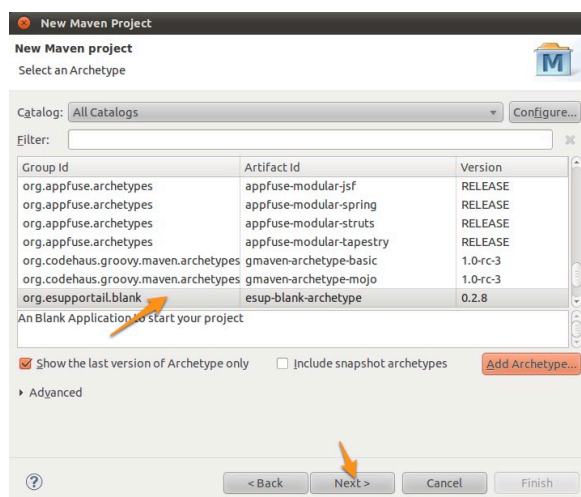 New Maven Project
New Maven project
Select an Archetype
M
Catalog: All Catalogs Configure...
Filter:
Group Id Artifact Id Version
org.appfuse.archetypes appfuse-modular-jsf RELEASE
org.appfuse.archetypes appfuse-modular-spring RELEASE
org.appfuse.archetypes appfuse-modular-struts RELEASE
org.appfuse.archetypes appfuse-modular-tapestry RELEASE
org.codehaus.groovy.maven.archetypes gmaven-archetype-basic 1.0-rc-3
org.codehaus.groovy.maven.archetypes gmaven-archetype-mojo 1.0-rc-3
org.esupportail.blank esup-blank-archetype 0.2.8
An Blank Application to start your project
Show the last version of Archetype only Include snapshot archetypes Add Archetype...
Advanced
? < Back Next > Cancel Finish